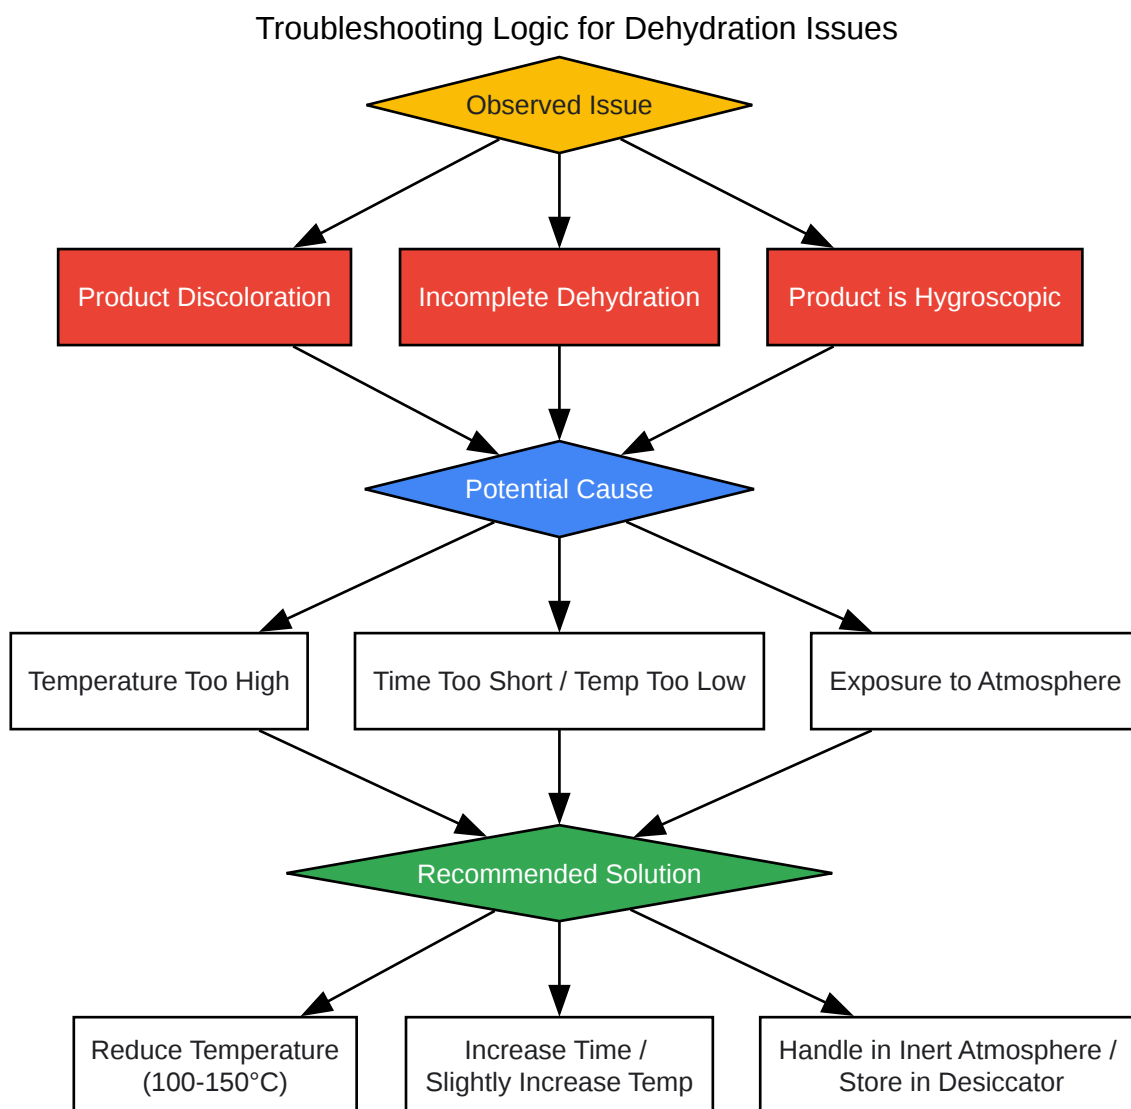 Troubleshooting Logic for Dehydration Issues
Observed Issue
Product Discoloration
Incomplete Dehydration
Product is Hygroscopic
Potential Cause
Temperature Too High
Time Too Short / Temp Too Low
Exposure to Atmosphere
Recommended Solution
Reduce Temperature
(100-150°C)
Increase Time /
Slightly Increase Temp
Handle in Inert Atmosphere /
Store in Desiccator